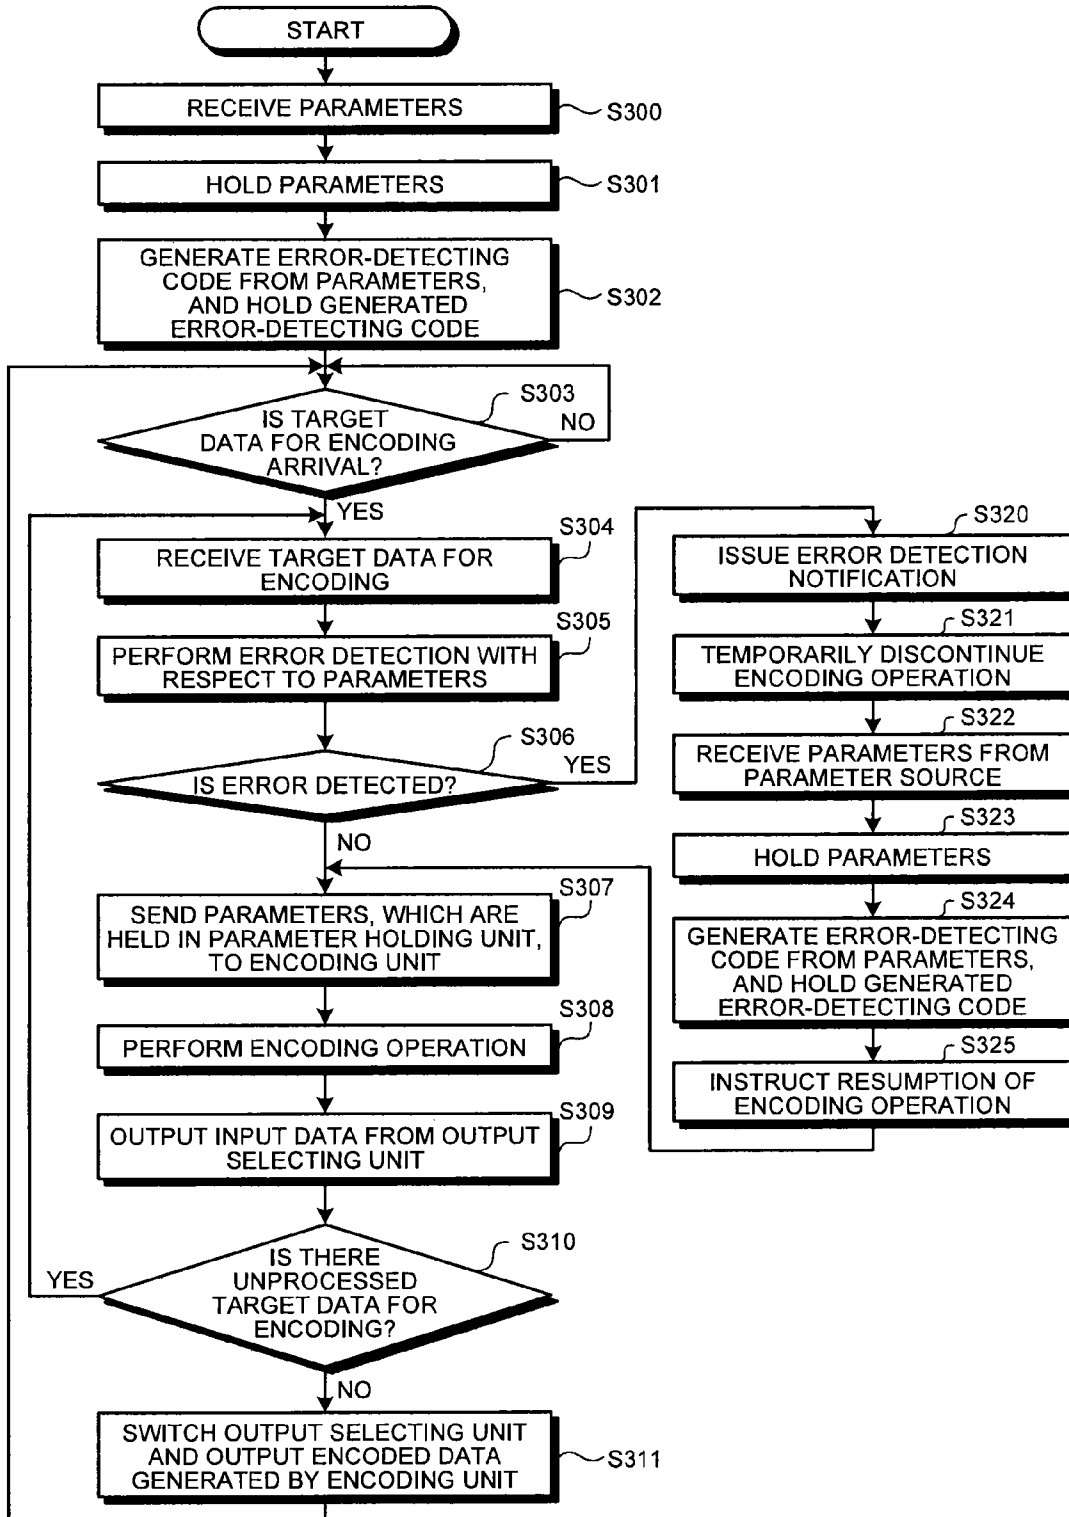 START
RECEIVE PARAMETERS
S300
HOLD PARAMETERS
S301
GENERATE ERROR-DETECTING
CODE FROM PARAMETERS,
AND HOLD GENERATED
ERROR-DETECTING CODE
S302
S303
IS TARGET
DATA FOR ENCODING
ARRIVAL?
NO
YES
S304
RECEIVE TARGET DATA FOR
ENCODING
S305
PERFORM ERROR DETECTION WITH
RESPECT TO PARAMETERS
S306
IS ERROR DETECTED?
YES
NO
S307
SEND PARAMETERS, WHICH ARE
HELD IN PARAMETER HOLDING UNIT,
TO ENCODING UNIT
S308
PERFORM ENCODING OPERATION
S309
OUTPUT INPUT DATA FROM OUTPUT
SELECTING UNIT
S310
IS THERE
UNPROCESSED
TARGET DATA FOR
ENCODING?
YES
NO
SWITCH OUTPUT SELECTING UNIT
AND OUTPUT ENCODED DATA
GENERATED BY ENCODING UNIT
S311
S320
ISSUE ERROR DETECTION
NOTIFICATION
S321
TEMPORARILY DISCONTINUE
ENCODING OPERATION
S322
RECEIVE PARAMETERS FROM
PARAMETER SOURCE
S323
HOLD PARAMETERS
S324
GENERATE ERROR-DETECTING
CODE FROM PARAMETERS,
AND HOLD GENERATED
ERROR-DETECTING CODE
S325
INSTRUCT RESUMPTION OF
ENCODING OPERATION